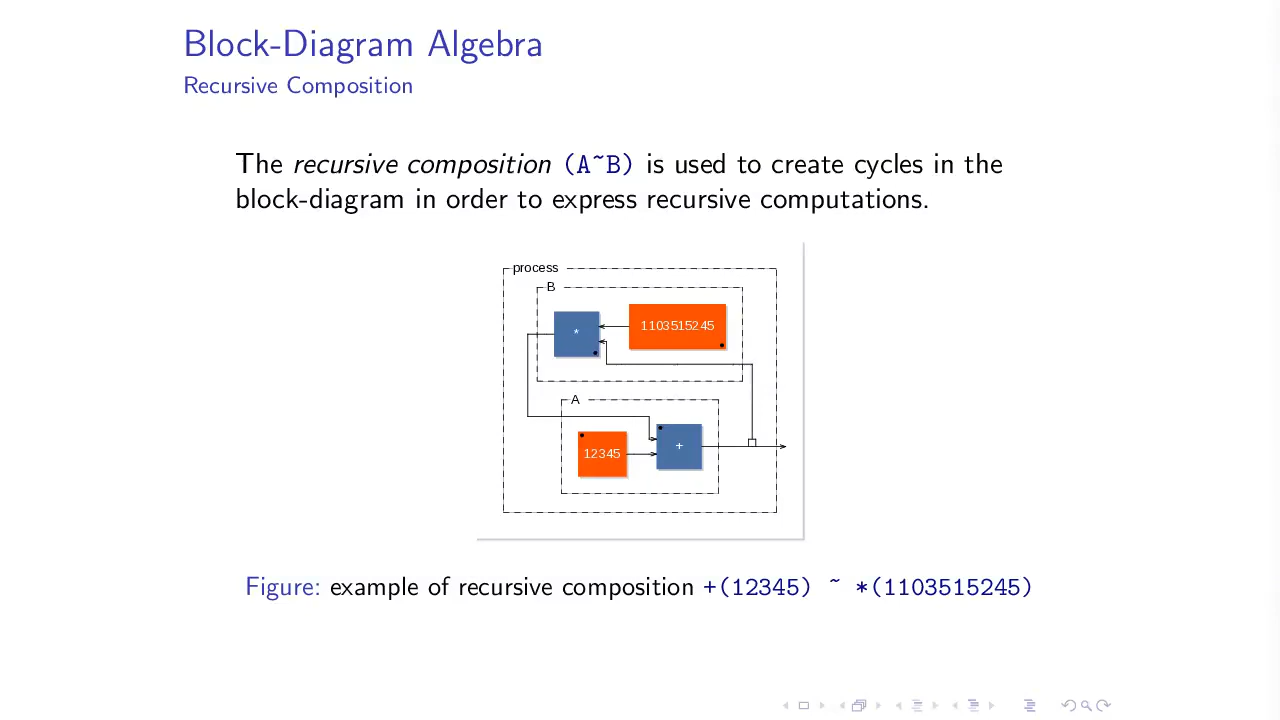 Block-Diagram Algebra
Recursive Composition
The recursive composition (A~B) is used to create cycles in the
block-diagram in order to express recursive computations.
process
B
*
1103515245
A
12345
+
Figure: example of recursive composition +(12345) ~ *(1103515245)